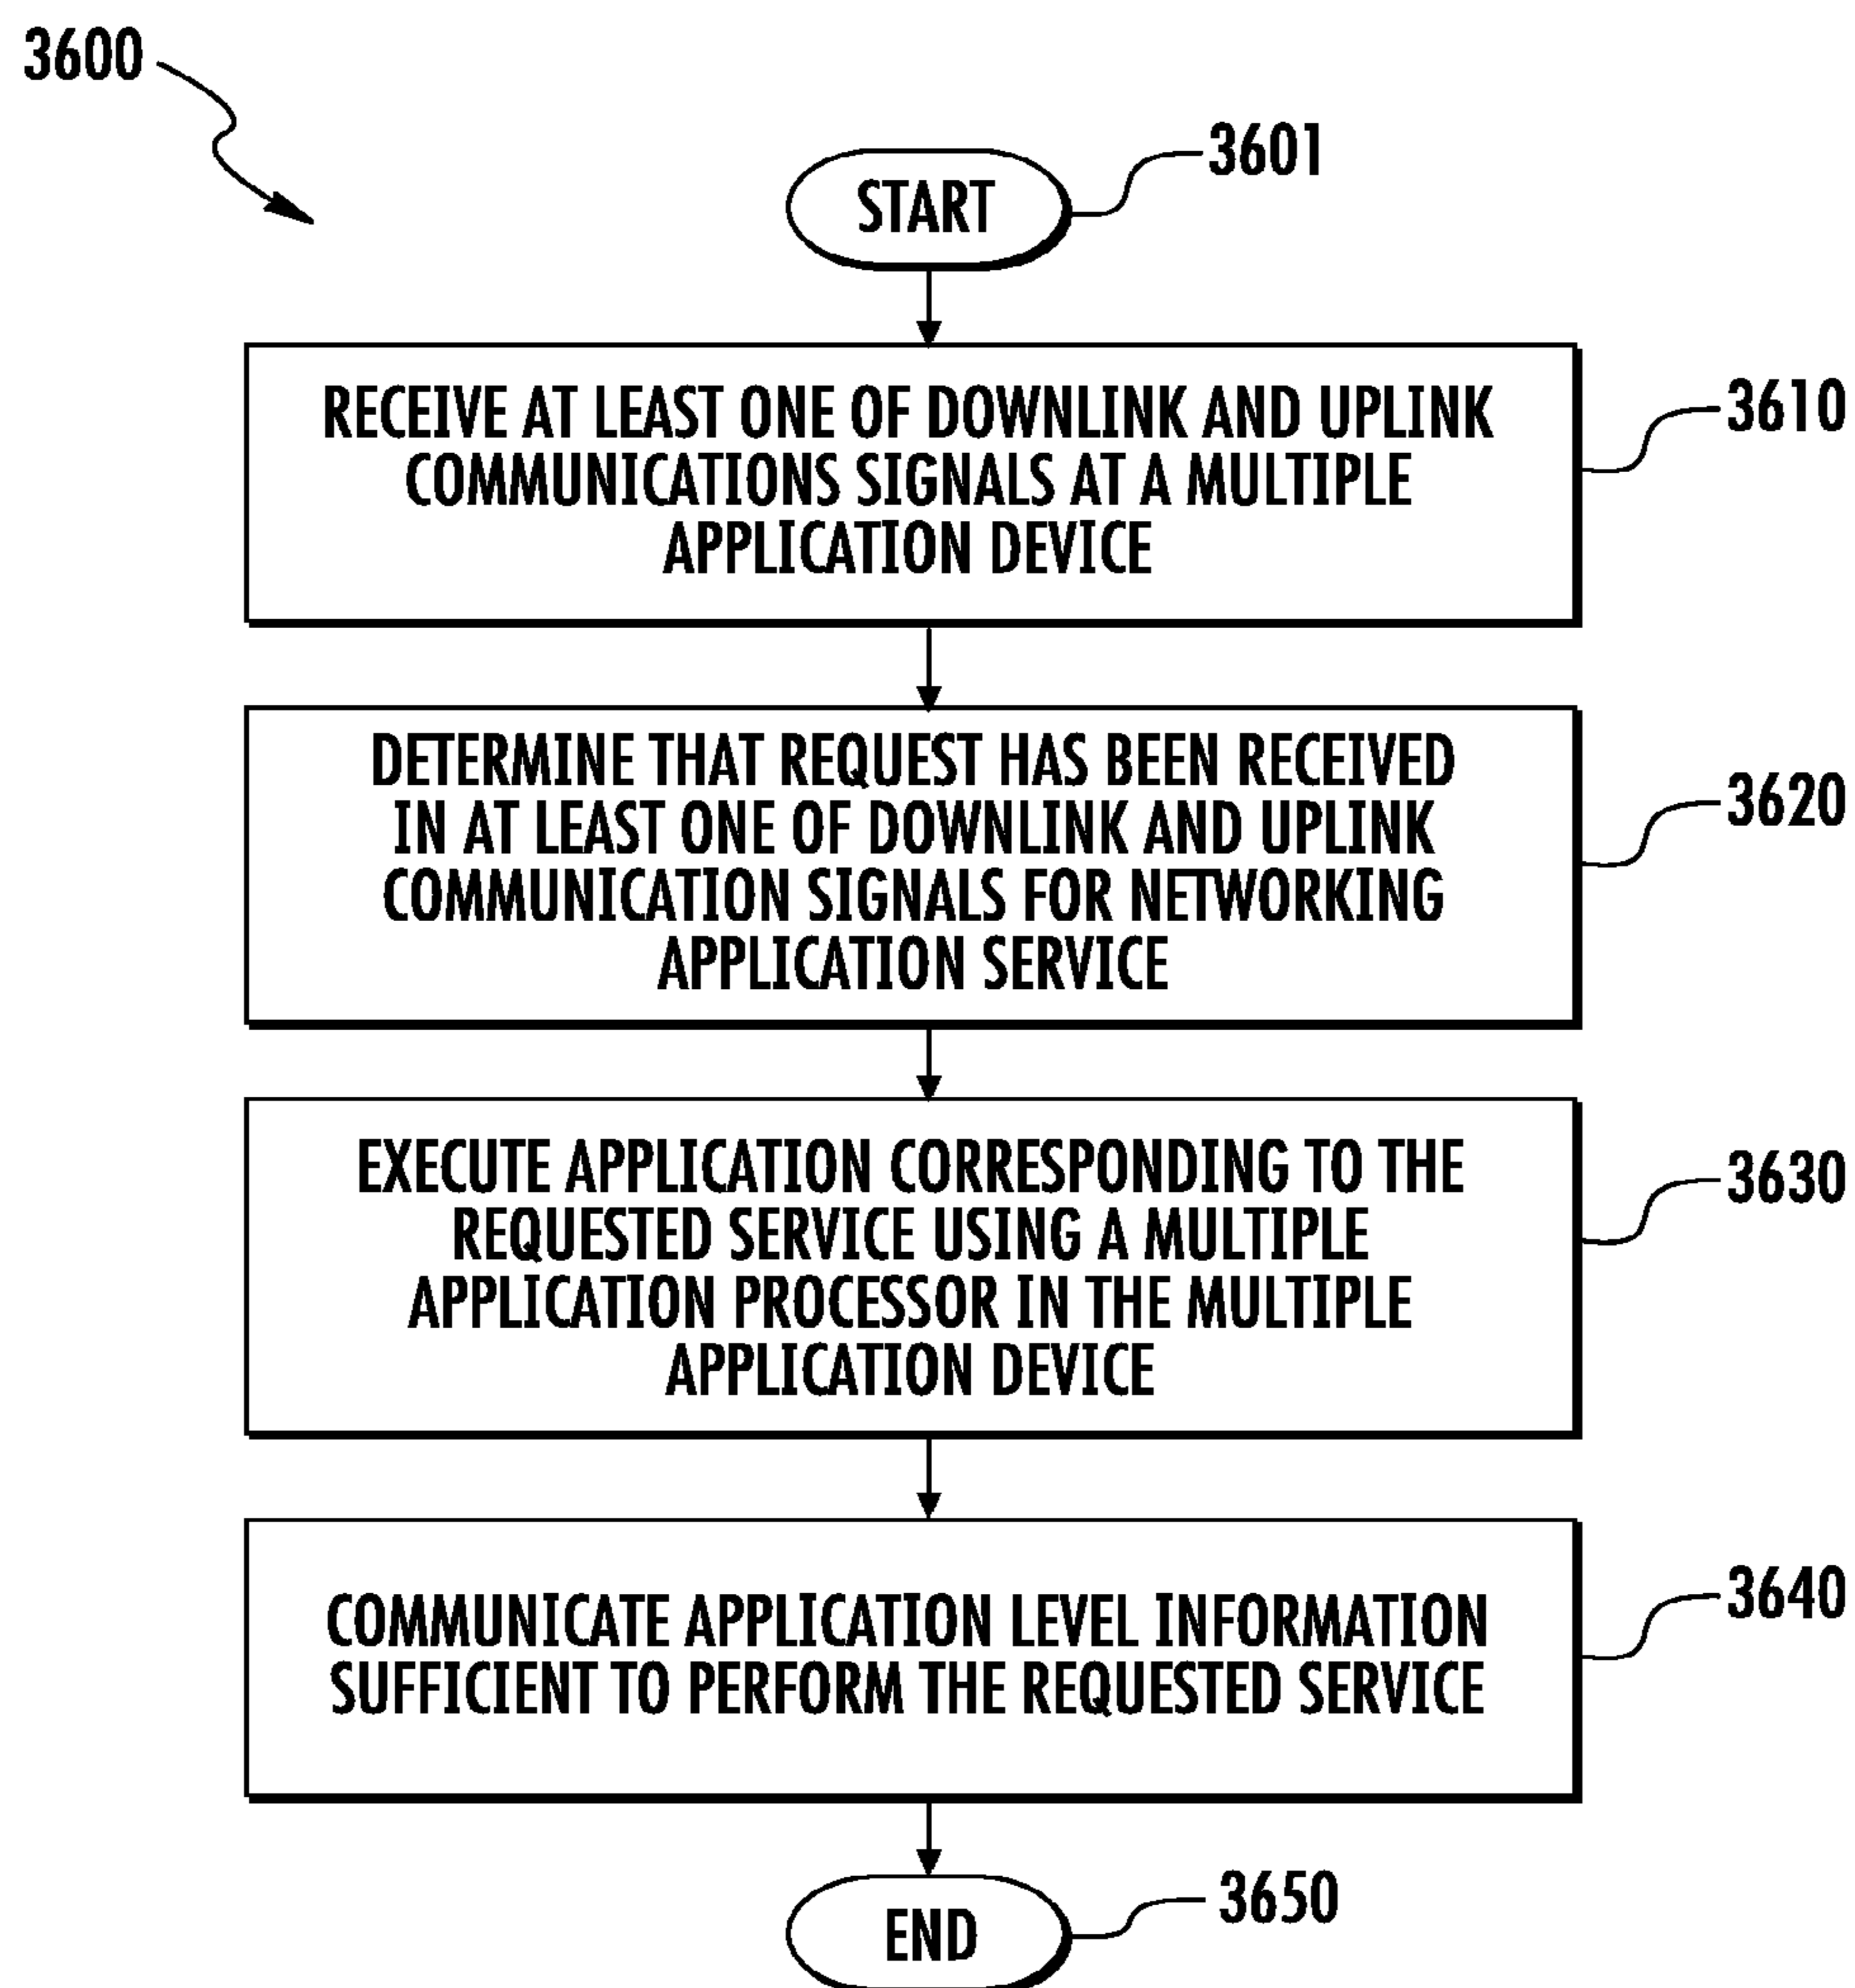 3600
START
3601
RECEIVE AT LEAST ONE OF DOWNLINK AND UPLINK
COMMUNICATIONS SIGNALS AT A MULTIPLE
APPLICATION DEVICE
3610
DETERMINE THAT REQUEST HAS BEEN RECEIVED
IN AT LEAST ONE OF DOWNLINK AND UPLINK
COMMUNICATION SIGNALS FOR NETWORKING
APPLICATION SERVICE
3620
EXECUTE APPLICATION CORRESPONDING TO THE
REQUESTED SERVICE USING A MULTIPLE
APPLICATION PROCESSOR IN THE MULTIPLE
APPLICATION DEVICE
3630
COMMUNICATE APPLICATION LEVEL INFORMATION
SUFFICIENT TO PERFORM THE REQUESTED SERVICE
3640
END
3650